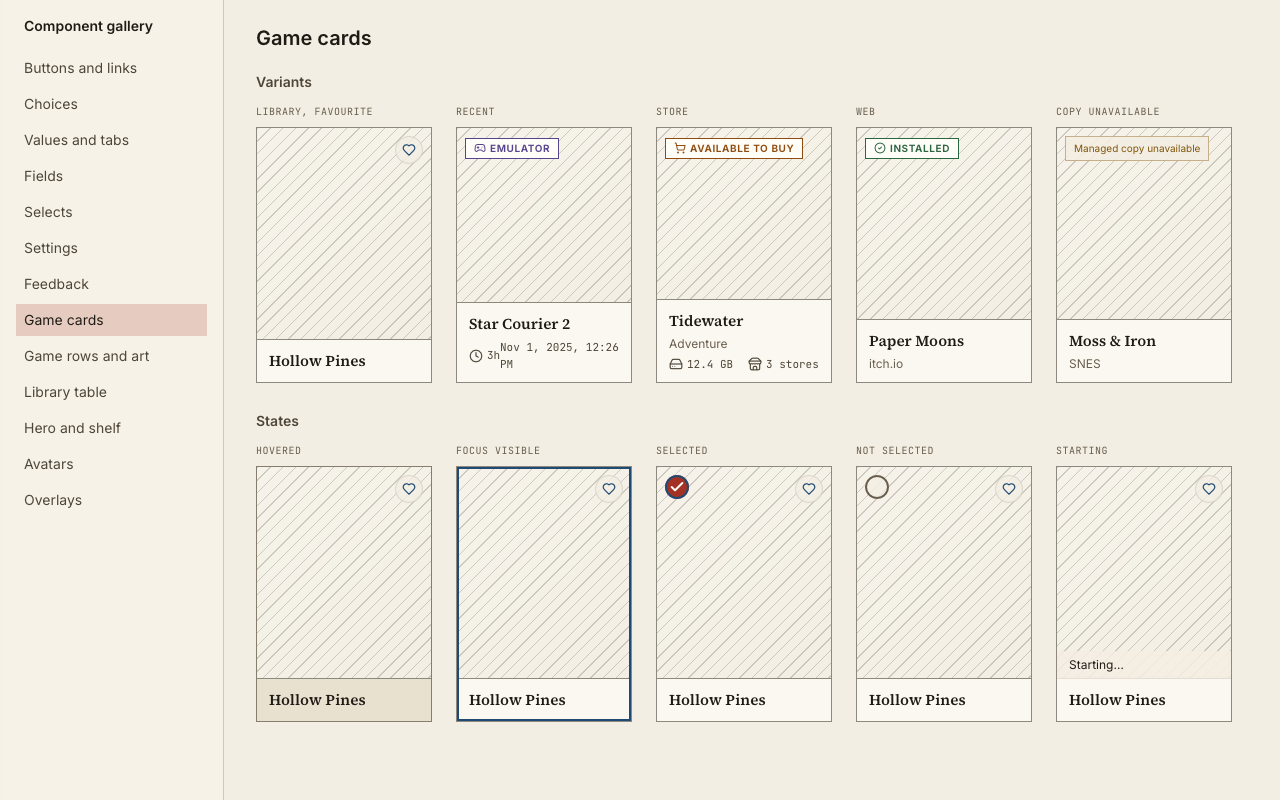 Component gallery
Buttons and links
Choices
Values and tabs
Fields
Selects
Settings
Feedback
Game cards
Game rows and art
Library table
Hero and shelf
Avatars
Overlays
Game cards
Variants
LIBRARY, FAVOURITE
RECENT
STORE
WEB
COPY UNAVAILABLE
EMULATOR
AVAILABLE TO BUY
INSTALLED
Managed copy unavailable
Hollow Pines
Star Courier 2
3h
Nov 1, 2025, 12:26
PM
Tidewater
Adventure
12.4 GB
3 stores
Paper Moons
itch.io
Moss & Iron
SNES
States
HOVERED
FOCUS VISIBLE
SELECTED
NOT SELECTED
STARTING
Starting…
Hollow Pines
Hollow Pines
Hollow Pines
Hollow Pines
Hollow Pines